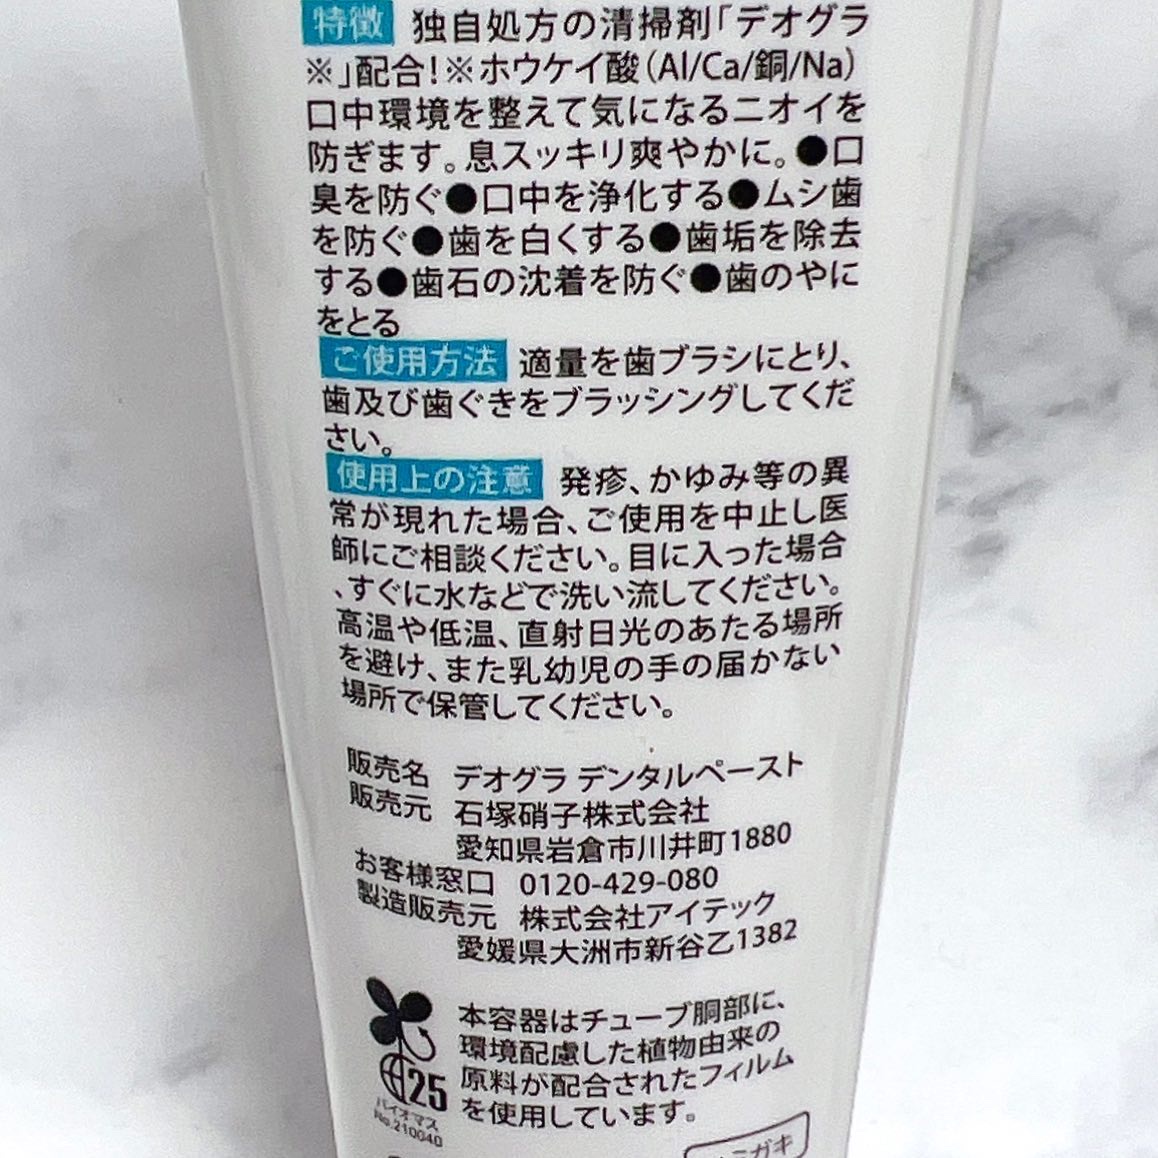 特徴 独自処方の清掃剤「デオグラ
※」配合!※ホウケイ酸(Al/Ca/銅/Na)
口中環境を整えて気になるニオイを
防ぎます。息スッキリ爽やかに。●口
臭を防ぐ●口中を浄化する●ムシ歯
を防ぐ●歯を白くする●歯垢を除去
する●歯石の沈着を防ぐ●歯のやに
をとる
ご使用方法 適量を歯ブラシにとり、
歯及び歯ぐきをブラッシングしてくだ
さい。
使用上の注意 発疹、かゆみ等の異
常が現れた場合、ご使用を中止し医
師にご相談ください。目に入った場合
、すぐに水などで洗い流してください。
高温や低温、直射日光のあたる場所
を避け、また乳幼児の手の届かない
場所で保管してください。
販売名 デオグラ デンタルペースト
販売元 石塚硝子株式会社
愛知県岩倉市川井町1880
お客様窓口 0120-429-080
製造販売元 株式会社アイテック
愛媛県大洲市新谷乙1382
本容器はチューブ胴部に、
環境配慮した植物由来の
原料が配合されたフィルム
を使用しています。
25
バイオマス
No.210040
ミガキ